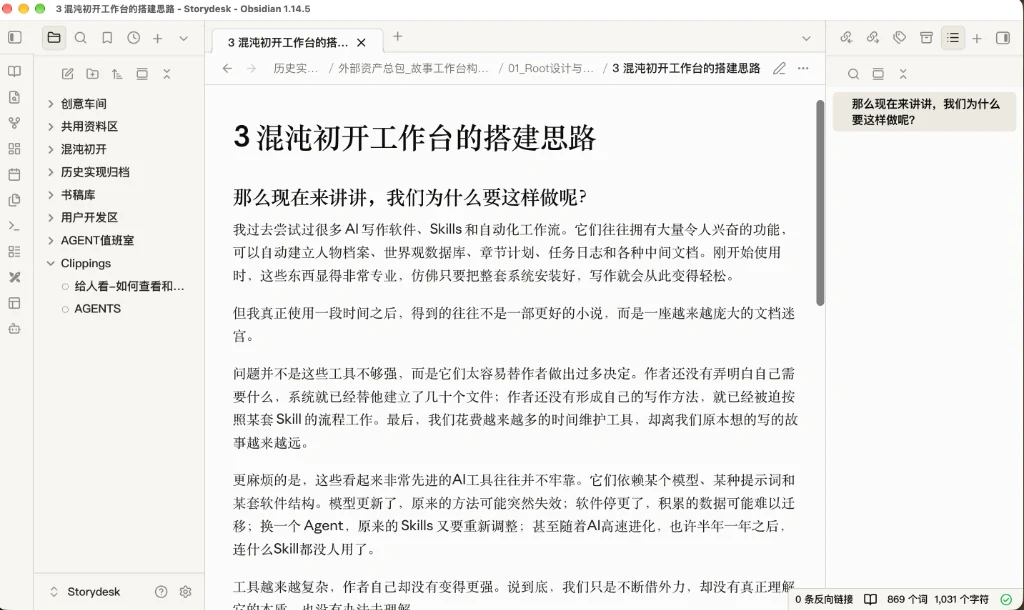 3 混沌初开工作台的搭建思路 - Storydesk - Obsidian 1.14.5
3 混沌初开工作台的搭...
历史实... / 外部资产总包_故事工作台构... / 01_Root设计与... / 3 混沌初开工作台的搭建思路
创意车间
共用资料区
混沌初开
历史实现归档
书稿库
用户开发区
AGENT值班室
Clippings
给人看-如何查看和...
AGENTS
Storydesk
3 混沌初开工作台的搭建思路
那么现在来讲讲，我们为什么要这样做呢？
我过去尝试过很多 AI 写作软件、Skills 和自动化工作流。它们往往拥有大量令人兴奋的功能，
可以自动建立人物档案、世界观数据库、章节计划、任务日志和各种中间文档。刚开始使用
时，这些东西显得非常专业，仿佛只要把整套系统安装好，写作就会从此变得轻松。
但我真正使用一段时间之后，得到的往往不是一部更好的小说，而是一座越来越庞大的文档迷
宫。
问题并不是这些工具不够强，而是它们太容易替作者做出过多决定。作者还没有弄明白自己需
要什么，系统就已经替他建立了几十个文件；作者还没有形成自己的写作方法，就已经被迫按
照某套 Skill 的流程工作。最后，我们花费越来越多的时间维护工具，却离我们原本想的写的故
事越来越远。
更麻烦的是，这些看起来非常先进的AI工具往往并不牢靠。它们依赖某个模型、某种提示词和
某套软件结构。模型更新了，原来的方法可能突然失效；软件停更了，积累的数据可能难以迁
移；换一个 Agent，原来的 Skills 又要重新调整；甚至随着AI高速进化，也许半年一年之后，
连什么Skill都没人用了。
工具越来越复杂，作者自己却没有变得更强。说到底，我们只是不断借外力，却没有真正理解
它的本质，也没有办法去理解
那么现在来讲讲，我们为什么
要这样做呢？
0 条反向链接 869 个词 1,031 个字符